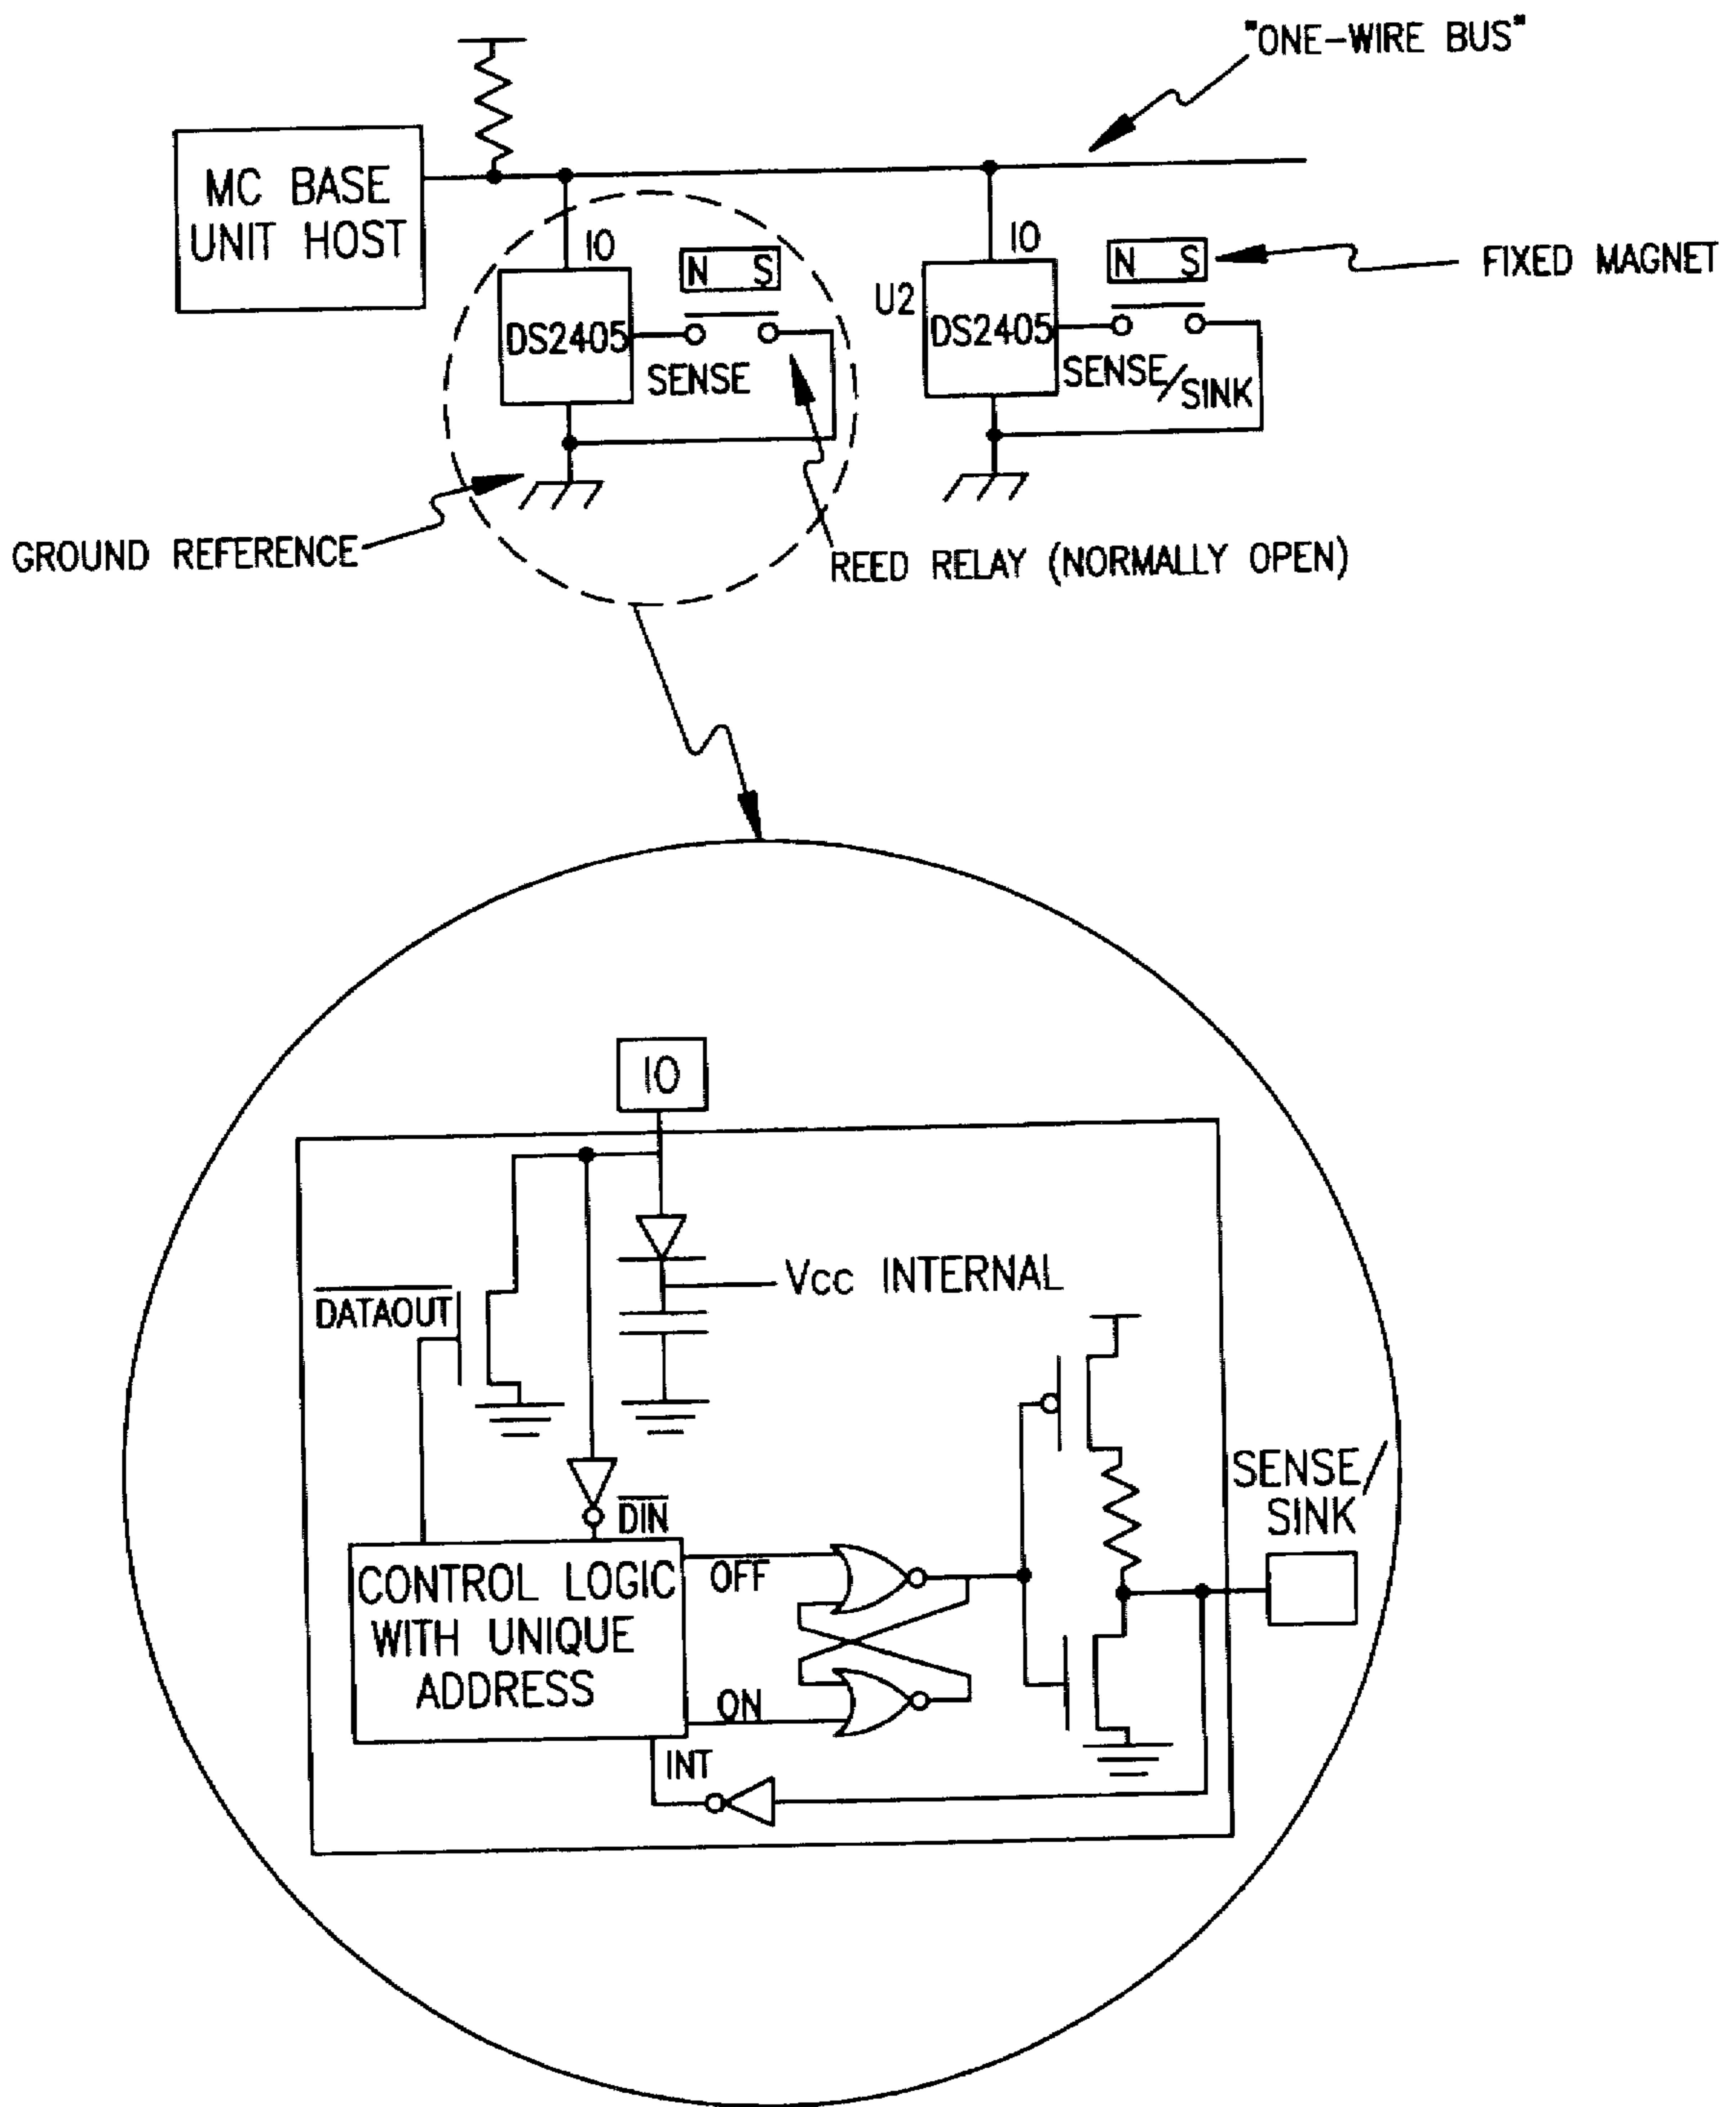 "ONE-WIRE BUS"
MC BASE
UNIT HOST
IO
N S
DS2405
SENSE
IO
N S
FIXED MAGNET
U2
DS2405
SENSE/SINK
GROUND REFERENCE
REED RELAY (NORMALLY OPEN)
IO
VCC INTERNAL
DATAOUT
DIN
SENSE/
SINK
CONTROL LOGIC
WITH UNIQUE
ADDRESS
OFF
ON
INT